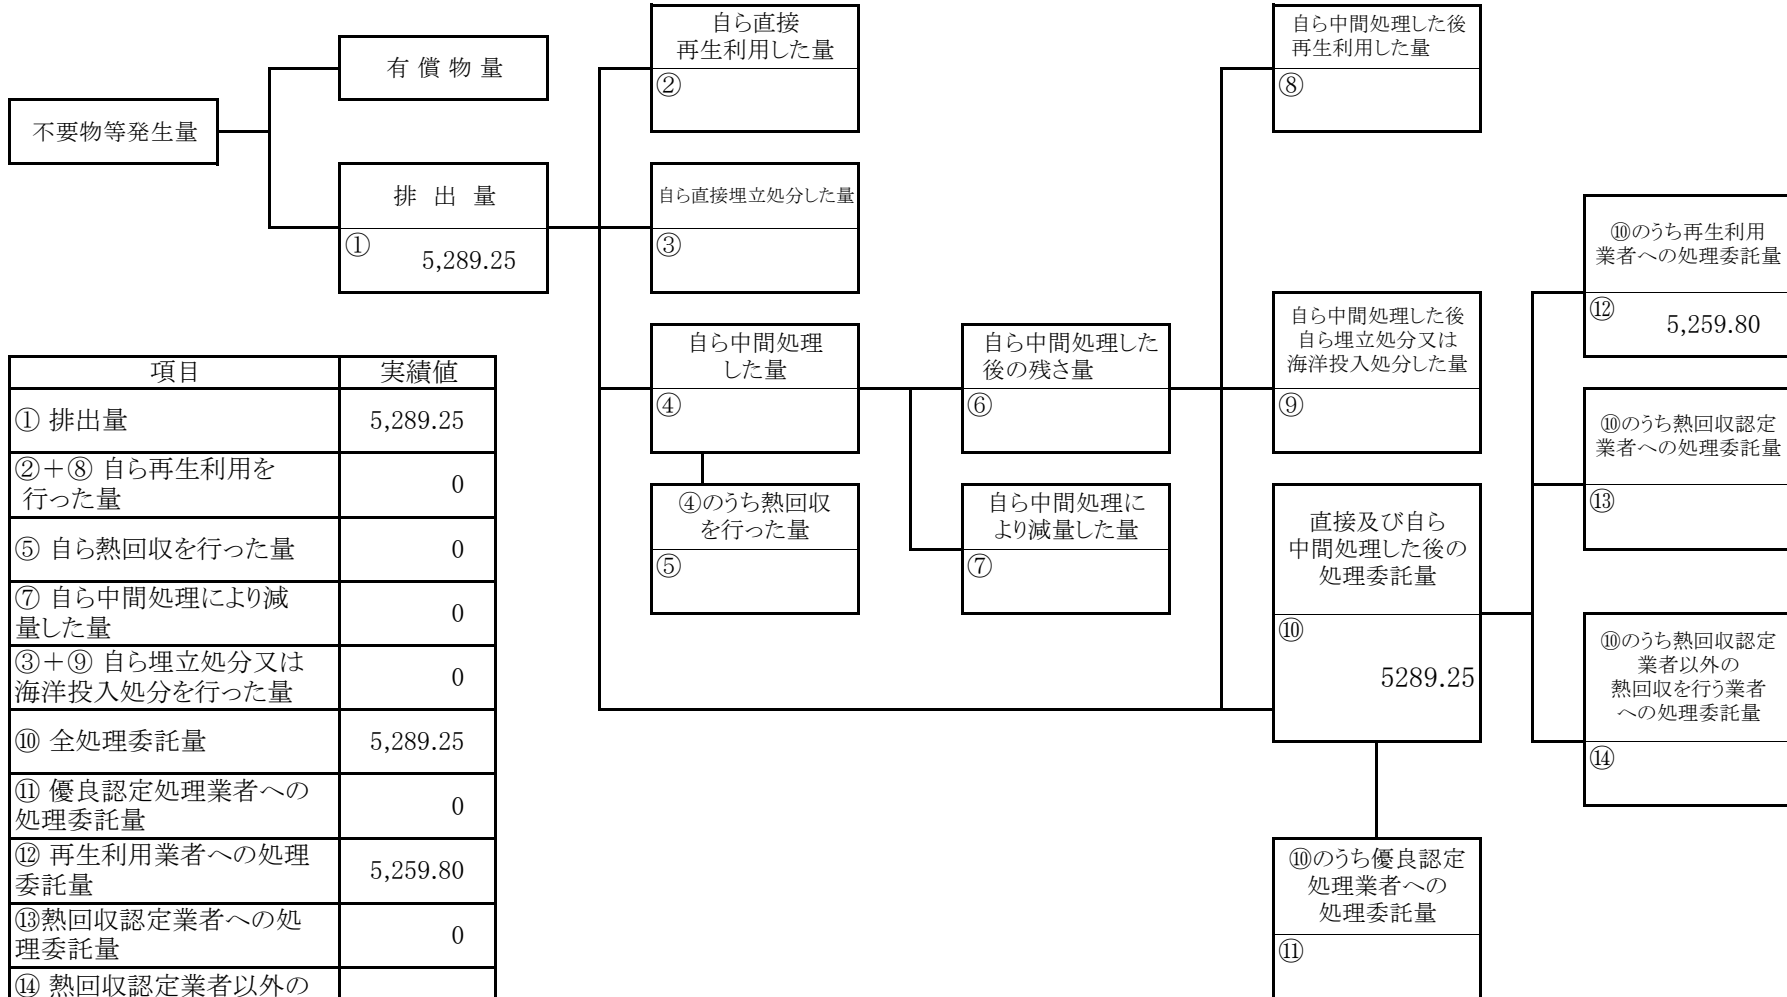 不要物等発生量
有 償 物 量
排 出 量
①
5,289.25
自ら直接
再生利用した量
②
自ら直接埋立処分した量
③
自ら中間処理
した量
④
④のうち熱回収
を行った量
⑤
自ら中間処理した
後の残さ量
⑥
自ら中間処理に
より減量した量
⑦
自ら中間処理した後
再生利用した量
⑧
自ら中間処理した後
自ら埋立処分又は
海洋投入処分した量
⑨
直接及び自ら
中間処理した後の
処理委託量
⑩
5289.25
⑩のうち優良認定
処理業者への
処理委託量
⑪
⑩のうち再生利用
業者への処理委託量
⑫
5,259.80
⑩のうち熱回収認定
業者への処理委託量
⑬
⑩のうち熱回収認定
業者以外の
熱回収を行う業者
への処理委託量
⑭
項目 実績値
① 排出量 5,289.25
②＋⑧ 自ら再生利用を
行った量 0
⑤ 自ら熱回収を行った量 0
⑦ 自ら中間処理により減
量した量 0
③＋⑨ 自ら埋立処分又は
海洋投入処分を行った量 0
⑩ 全処理委託量 5,289.25
⑪ 優良認定処理業者への
処理委託量 0
⑫ 再生利用業者への処理
委託量 5,259.80
⑬熱回収認定業者への処
理委託量 0
⑭ 熱回収認定業者以外の